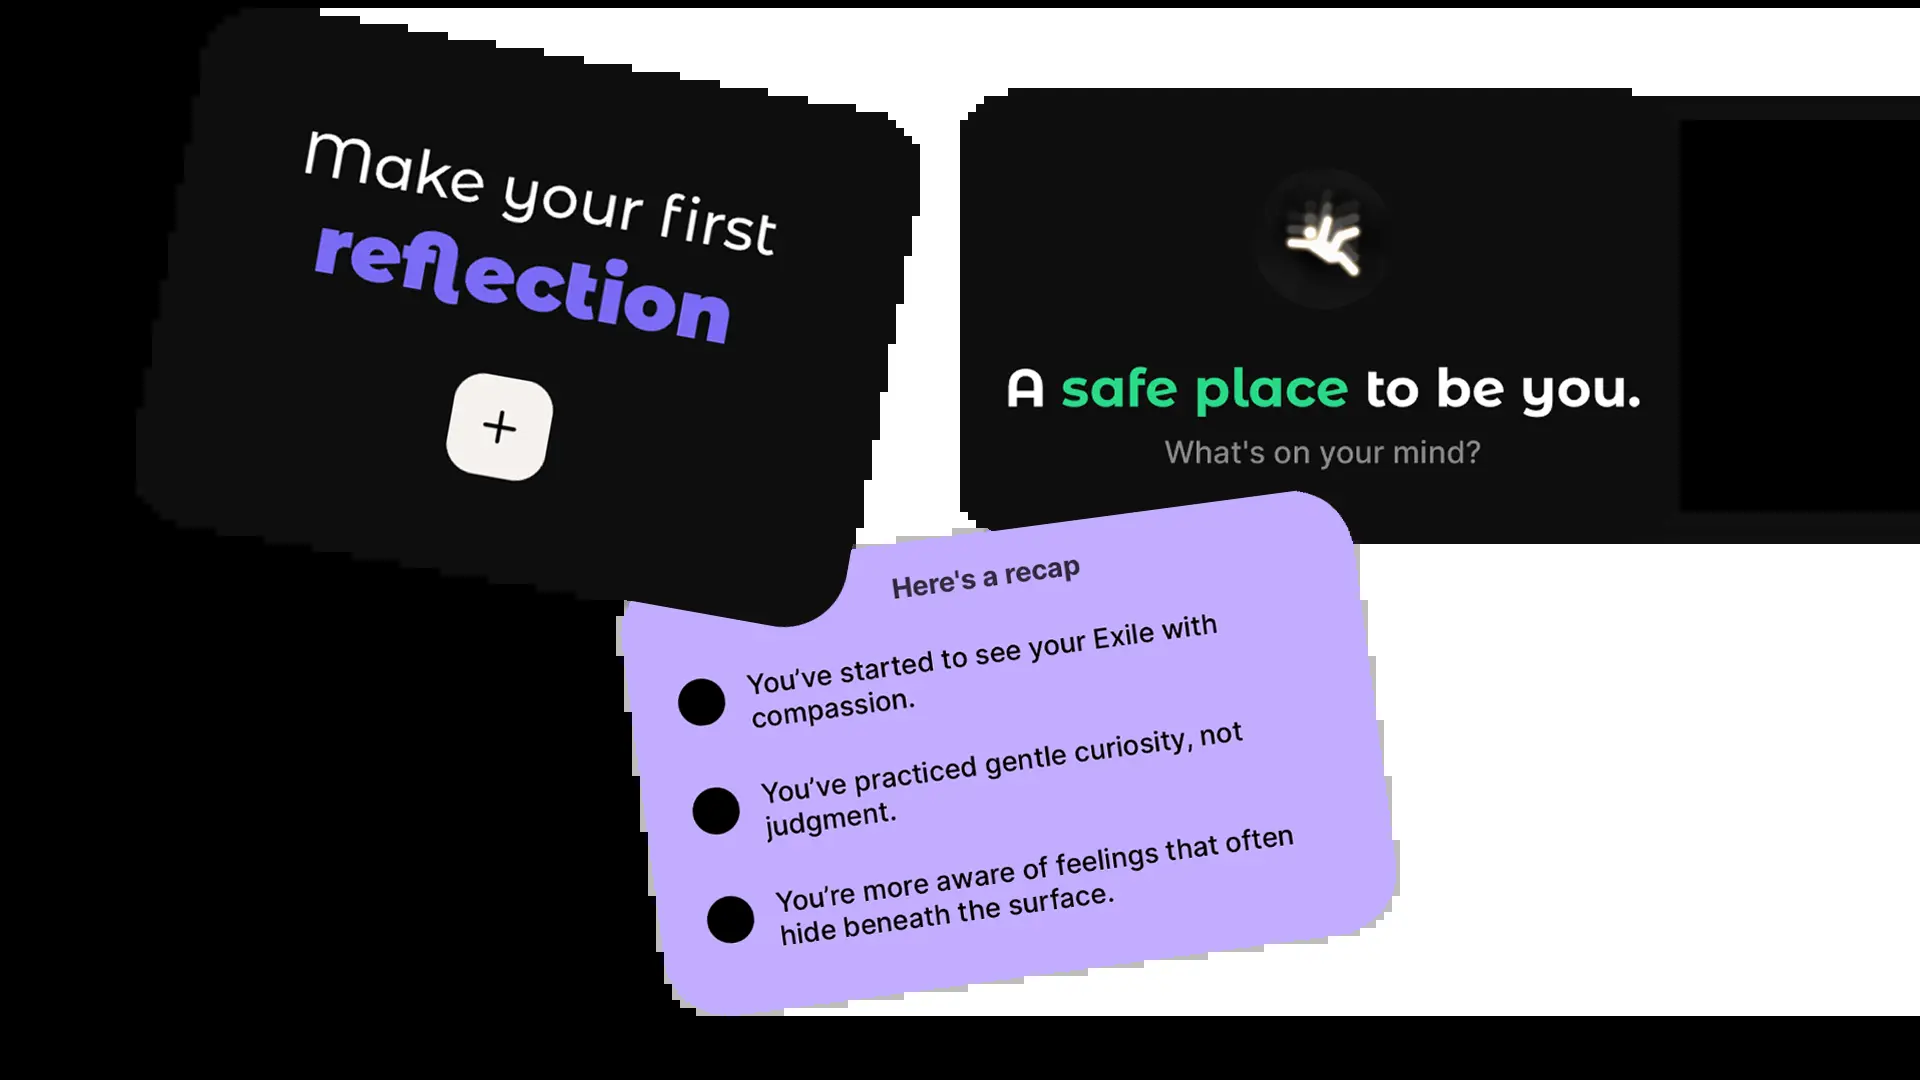 Make your first
reflection
A safe place to be you.
What's on your mind?
Here's a recap
You’ve started to see your Exile with
compassion.
You’ve practiced gentle curiosity, not
judgment.
You’re more aware of feelings that often
hide beneath the surface.